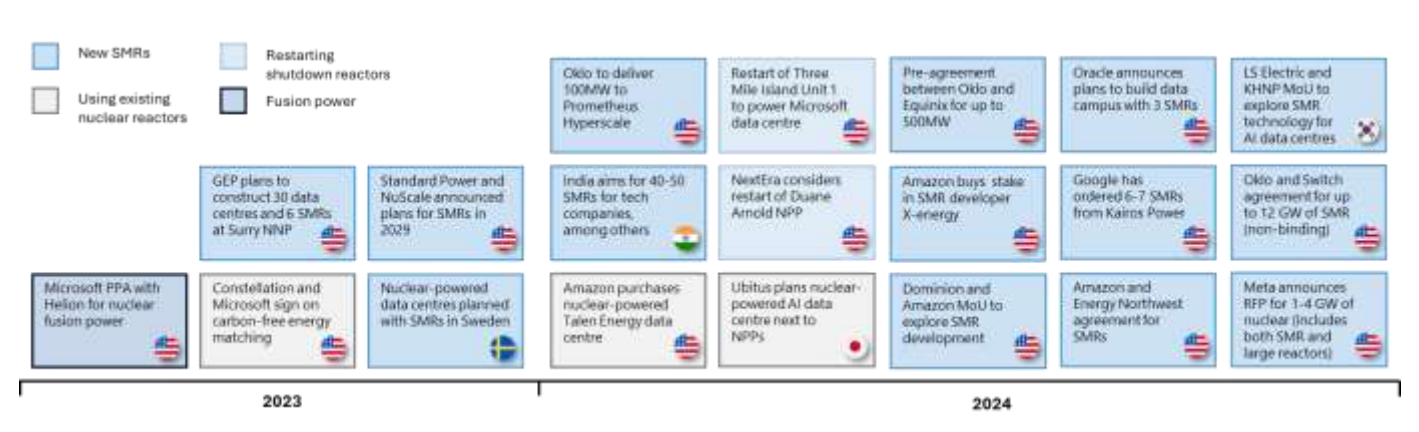 New SMRs
Restarting
shutdown reactors
Using existing
nuclear reactors
Fusion power
Oklo to deliver
100MW to
Prometheus
Hyperscale
Restart of Three
Mile Island Unit 1
to power Microsoft
data centre
Pre-agreement
between Oklo and
Equinix for up to
500MW
Oracle announces
plans to build data
campus with 3 SMRs
LS Electric and
KHNP MoU to
explore SMR
technology for
AI data centres
GEP plans to
construct 30 data
centres and 6 SMRs
at Surry NNP
Standard Power and
NuScale announced
plans for SMRs in
2029
India aims for 40-50
SMRs for tech
companies,
among others
NextEra considers
restart of Duane
Arnold NPP
Amazon buys stake
in SMR developer
X-energy
Google has
ordered 6-7 SMRs
from Kairos Power
Oklo and Switch
agreement for up
to 12 GW of SMR
(non-binding)
Microsoft PPA with
Helion for nuclear
fusion power
Constellation and
Microsoft sign on
carbon-free energy
matching
Nuclear-powered
data centres planned
with SMRs in Sweden
Amazon purchases
nuclear-powered
Talen Energy data
centre
Ubitus plans nuclear-
powered AI data
centre next to
NPPs
Dominion and
Amazon MoU to
explore SMR
development
Amazon and
Energy Northwest
agreement for
SMRs
Meta announces
RFP for 1-4 GW of
nuclear (includes
both SMR and
large reactors)
2023
2024